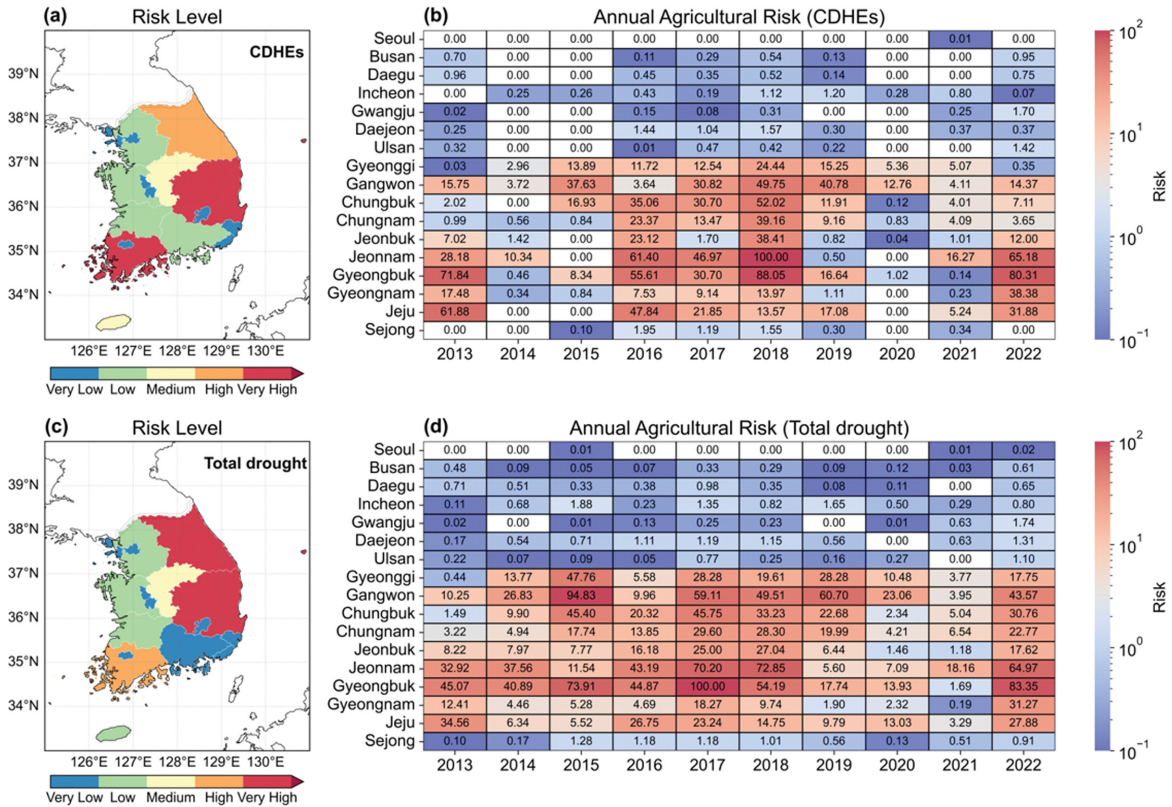 (a) Risk Level
CDHEs
39°N
38°N
37°N
36°N
35°N
34°N
126°E 127°E 128°E 129°E 130°E
Very Low Low Medium High Very High
(b) Annual Agricultural Risk (CDHEs)
Seoul 0.00 0.00 0.00 0.00 0.00 0.00 0.00 0.00 0.01 0.00
Busan 0.70 0.00 0.00 0.11 0.29 0.54 0.13 0.00 0.00 0.95
Daegu 0.96 0.00 0.00 0.45 0.35 0.52 0.14 0.00 0.00 0.75
Incheon 0.00 0.25 0.26 0.43 0.19 1.12 1.20 0.28 0.80 0.07
Gwangju 0.02 0.00 0.00 0.15 0.08 0.31 0.00 0.00 0.25 1.70
Daejeon 0.25 0.00 0.00 1.44 1.04 1.57 0.30 0.00 0.37 0.37
Ulsan 0.32 0.00 0.00 0.01 0.47 0.42 0.22 0.00 0.00 1.42
Gyeonggi 0.03 2.96 13.89 11.72 12.54 24.44 15.25 5.36 5.07 0.35
Gangwon 15.75 3.72 37.63 3.64 30.82 49.75 40.78 12.76 4.11 14.37
Chungbuk 2.02 0.00 16.93 35.06 30.70 52.02 11.91 0.12 4.01 7.11
Chungnam 0.99 0.56 0.84 23.37 13.47 39.16 9.16 0.83 4.09 3.65
Jeonbuk 7.02 1.42 0.00 23.12 1.70 38.41 0.82 0.04 1.01 12.00
Jeonnam 28.18 10.34 0.00 61.40 46.97 100.00 0.50 0.00 16.27 65.18
Gyeongbuk 71.84 0.46 8.34 55.61 30.70 88.05 16.64 1.02 0.14 80.31
Gyeongnam 17.48 0.34 0.84 7.53 9.14 13.97 1.11 0.00 0.23 38.38
Jeju 61.88 0.00 0.00 47.84 21.85 13.57 17.08 0.00 5.24 31.88
Sejong 0.00 0.00 0.10 1.95 1.19 1.55 0.30 0.00 0.34 0.00
2013 2014 2015 2016 2017 2018 2019 2020 2021 2022
10²
10¹
10⁰
10⁻¹
Risk
(c) Risk Level
Total drought
39°N
38°N
37°N
36°N
35°N
34°N
126°E 127°E 128°E 129°E 130°E
Very Low Low Medium High Very High
(d) Annual Agricultural Risk (Total drought)
Seoul 0.00 0.00 0.01 0.00 0.00 0.00 0.00 0.00 0.01 0.02
Busan 0.48 0.09 0.05 0.07 0.33 0.29 0.09 0.12 0.03 0.61
Daegu 0.71 0.51 0.33 0.38 0.98 0.35 0.08 0.11 0.00 0.65
Incheon 0.11 0.68 1.88 0.23 1.35 0.82 1.65 0.50 0.29 0.80
Gwangju 0.02 0.00 0.01 0.13 0.25 0.23 0.00 0.01 0.63 1.74
Daejeon 0.17 0.54 0.71 1.11 1.19 1.15 0.56 0.00 0.63 1.31
Ulsan 0.22 0.07 0.09 0.05 0.77 0.25 0.16 0.27 0.00 1.10
Gyeonggi 0.44 13.77 47.76 5.58 28.28 19.61 28.28 10.48 3.77 17.75
Gangwon 10.25 26.83 94.83 9.96 59.11 49.51 60.70 23.06 3.95 43.57
Chungbuk 1.49 9.90 45.40 20.32 45.75 33.23 22.68 2.34 5.04 30.76
Chungnam 3.22 4.94 17.74 13.85 29.60 28.30 19.99 4.21 6.54 22.77
Jeonbuk 8.22 7.97 7.77 16.18 25.00 27.04 6.44 1.46 1.18 17.62
Jeonnam 32.92 37.56 11.54 43.19 70.20 72.85 5.60 7.09 18.16 64.97
Gyeongbuk 45.07 40.89 73.91 44.87 100.00 54.19 17.74 13.93 1.69 83.35
Gyeongnam 12.41 4.46 5.28 4.69 18.27 9.74 1.90 2.32 0.19 31.27
Jeju 34.56 6.34 5.52 26.75 23.24 14.75 9.79 13.03 3.29 27.88
Sejong 0.10 0.17 1.28 1.18 1.18 1.01 0.56 0.13 0.51 0.91
2013 2014 2015 2016 2017 2018 2019 2020 2021 2022
10²
10¹
10⁰
10⁻¹
Risk